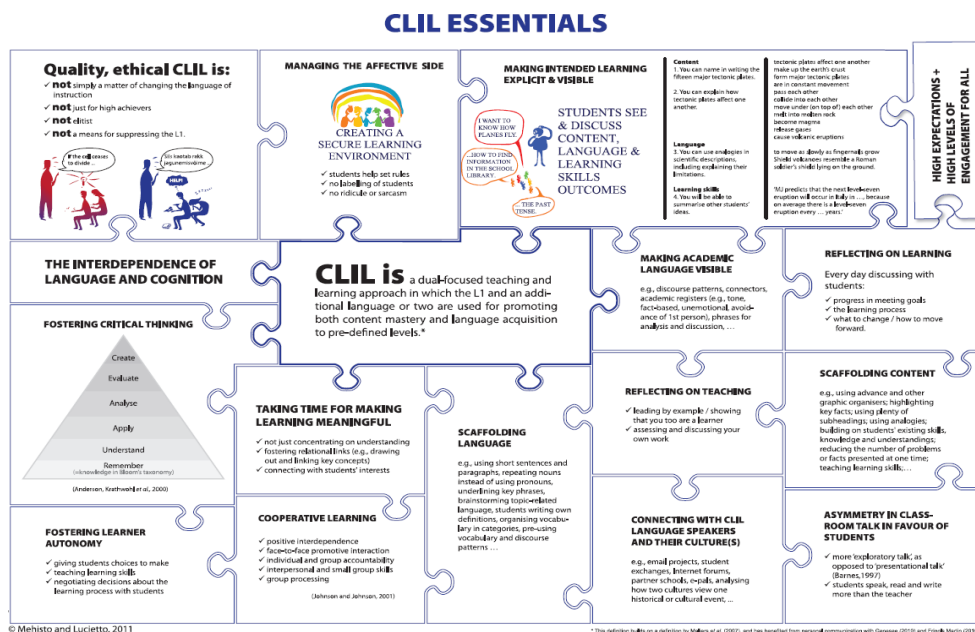 CLIL ESSENTIALS
Quality, ethical CLIL is:
✓ not simply a matter of changing the language of
instruction
✓ not just for high achievers
✓ not elitist
✓ not a means for suppressing the L1.
If the cell ceases
to divide ...
HELP!
MANAGING THE AFFECTIVE SIDE
CREATING A
SECURE LEARNING
ENVIRONMENT
✓ students help set rules
✓ no labelling of students
✓ no ridicule or sarcasm
MAKING INTENDED LEARNING
EXPLICIT & VISIBLE
I WANT TO
KNOW HOW
PLANES FLY.
...HOW TO FIND
INFORMATION
IN THE SCHOOL
LIBRARY.
... THE PAST
TENSE.
STUDENTS SEE
& DISCUSS
CONTENT,
LANGUAGE &
LEARNING
SKILLS
OUTCOMES
Content
1. You can name in writing the
fifteen major tectonic plates.
2. You can explain how
tectonic plates affect one
another.
Language
3. You can use analogies in
scientific descriptions,
including explaining their
limitations.
Learning skills
4. You will be able to
summarise other students'
ideas.
tectonic plates affect one another
make up the earth's crust
form major tectonic plates
are in constant movement
pass each other
collide into each other
move under (on top of) each other
melt into molten rock
become magma
release gases
cause volcanic eruptions
to move as slowly as fingernails grow
Shield volcanoes resemble a Roman
soldier's shield lying on the ground.
'MJ predicts that the next level-seven
eruption will occur in Italy in ..., because
on average there is a level-seven
eruption every ... years.'
HIGH EXPECTATIONS +
HIGH LEVELS OF
ENGAGEMENT FOR ALL
THE INTERDEPENDENCE OF
LANGUAGE AND COGNITION
CLIL is a dual-focused teaching and
learning approach in which the L1 and an addi-
tional language or two are used for promoting
both content mastery and language acquisition
to pre-defined levels.*
MAKING ACADEMIC
LANGUAGE VISIBLE
e.g., discourse patterns, connectors,
academic registers (e.g., tone,
fact-based, unemotional, avoid-
ance of 1st person), phrases for
analysis and discussion, ...
REFLECTING ON LEARNING
Every day discussing with
students:
✓ progress in meeting goals
✓ the learning process
✓ what to change / how to move
forward.
FOSTERING CRITICAL THINKING
Create
Evaluate
Analyse
Apply
Understand
Remember
(=knowledge in Bloom's taxonomy)
(Anderson, Krathwohl et al., 2000)
TAKING TIME FOR MAKING
LEARNING MEANINGFUL
✓ not just concentrating on understanding
✓ fostering relational links (e.g., drawing
out and linking key concepts)
✓ connecting with students' interests
SCAFFOLDING
LANGUAGE
e.g., using short sentences and
paragraphs, repeating nouns
instead of using pronouns,
underlining key phrases,
brainstorming topic-related
language, students writing own
definitions, organising vocabu-
lary in categories, pre-using
vocabulary and discourse
patterns ...
REFLECTING ON TEACHING
✓ leading by example / showing
that you too are a learner
✓ assessing and discussing your
own work
SCAFFOLDING CONTENT
e.g., using advance and other
graphic organisers; highlighting
key facts; using plenty of
subheadings; using analogies;
building on students' existing skills,
knowledge and understandings;
reducing the number of problems
or facts presented at one time;
teaching learning skills;...
FOSTERING LEARNER
AUTONOMY
✓ giving students choices to make
✓ teaching learning skills
✓ negotiating decisions about the
learning process with students
COOPERATIVE LEARNING
✓ positive interdependence
✓ face-to-face promotive interaction
✓ individual and group accountability
✓ interpersonal and small group skills
✓ group processing
(Johnson and Johnson, 2001)
CONNECTING WITH CLIL
LANGUAGE SPEAKERS
AND THEIR CULTURE(S)
e.g., email projects, student
exchanges, Internet forums,
partner schools, e-pals, analysing
how two cultures view one
historical or cultural event, ...
ASYMMETRY IN CLASS-
ROOM TALK IN FAVOUR OF
STUDENTS
✓ more 'exploratory talk', as
opposed to 'presentational talk'
(Barnes,1997)
✓ students speak, read and write
more than the teacher
© Mehisto and Lucietto, 2011
* This definition builds on a definition by et al. (2007), and has benefited from personal communication with Genesee (2010) and